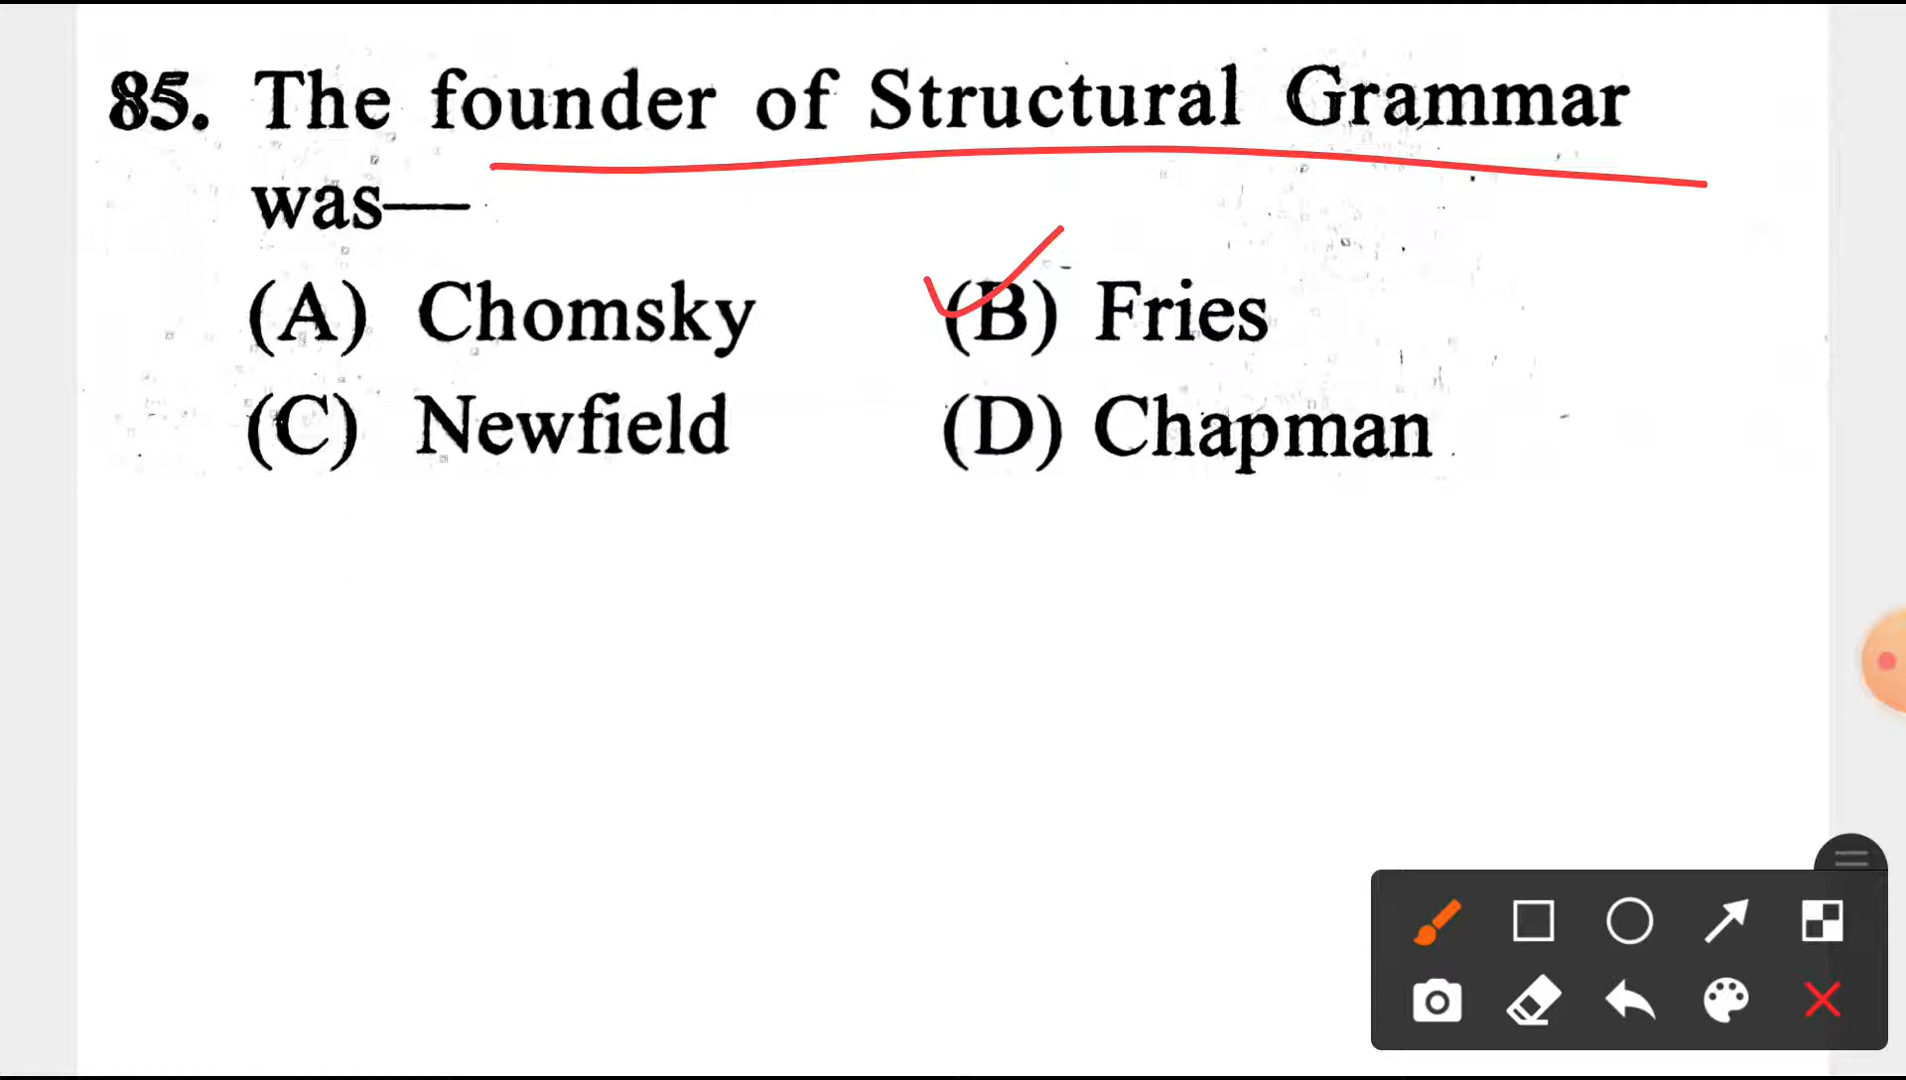 85. The founder of Structural Grammar
was—
(A) Chomsky (B) Fries
(C) Newfield (D) Chapman